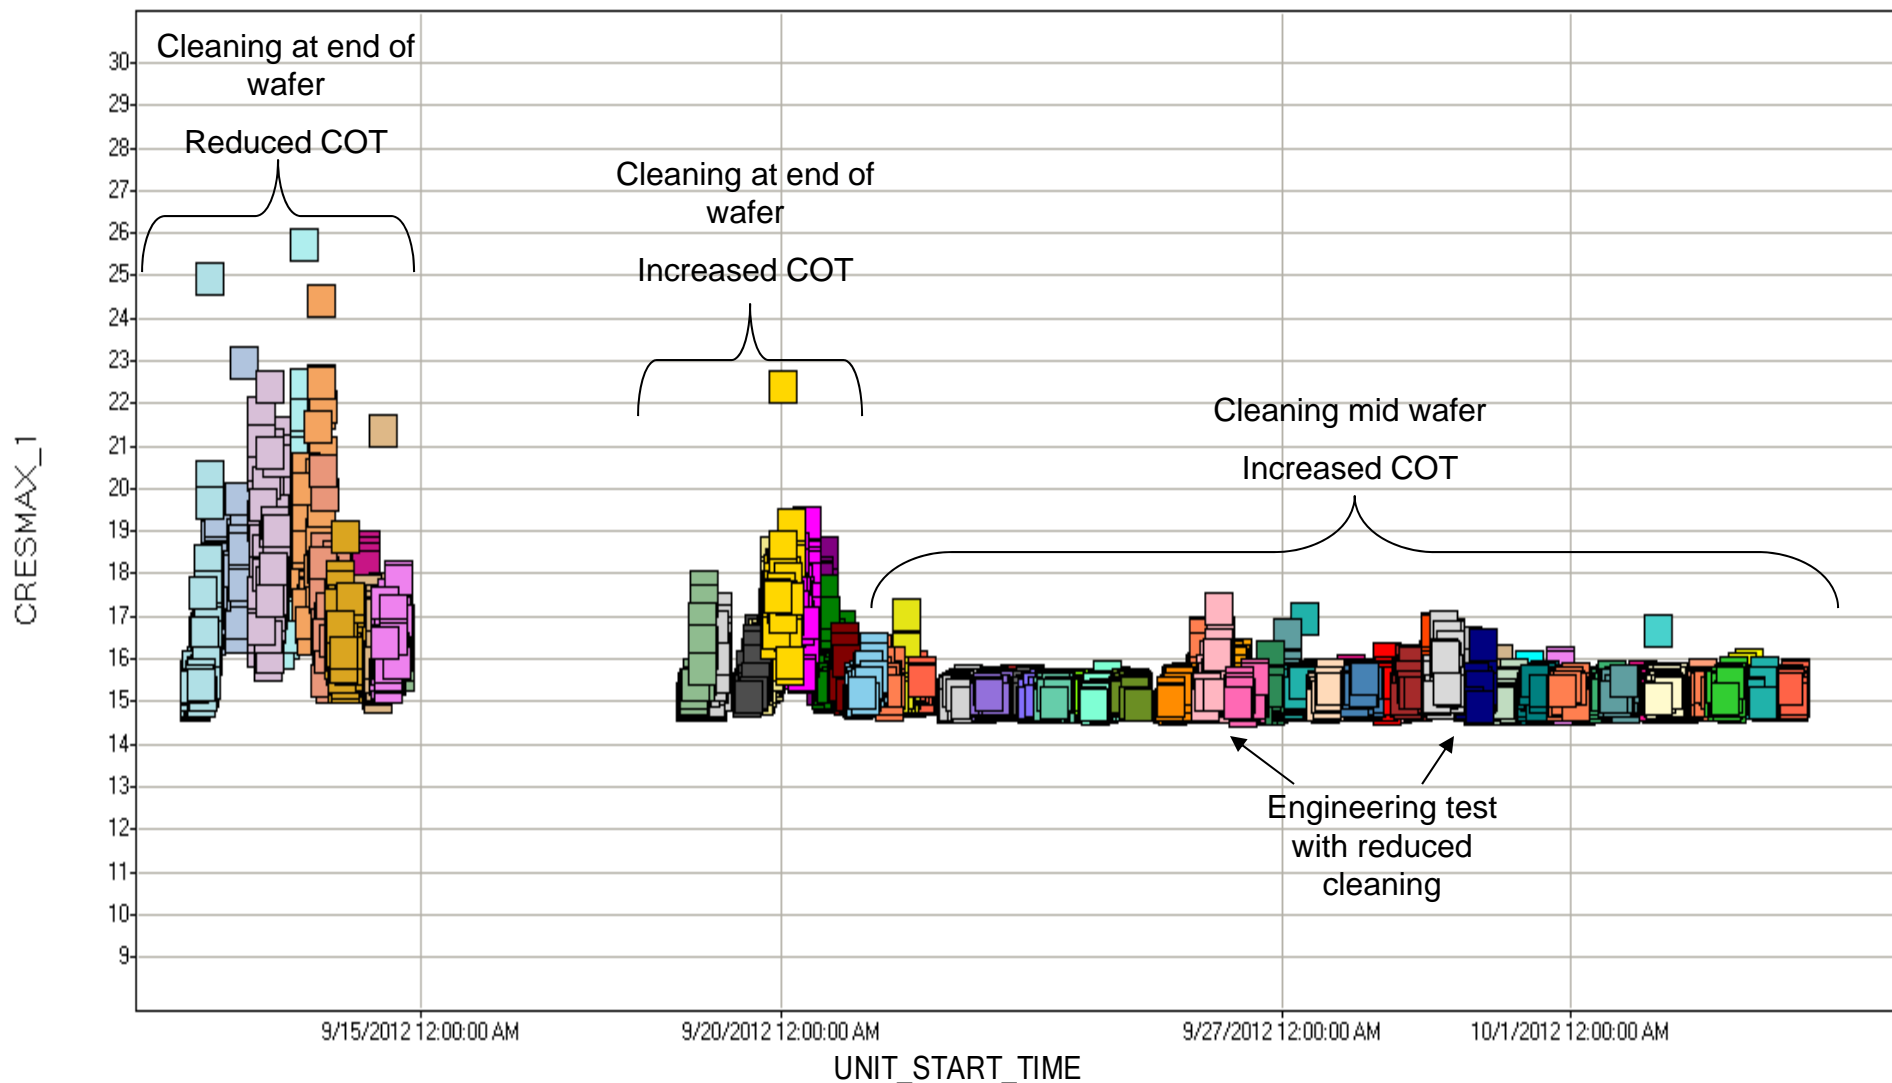 Cleaning at end of
wafer
Reduced COT
Cleaning at end of
wafer
Increased COT
Cleaning mid wafer
Increased COT
Engineering test
with reduced
cleaning
CRESMAX_1
30
29
28
27
26
25
24
23
22
21
20
19
18
17
16
15
14
13
12
11
10
9
9/15/2012 12:00:00 AM
9/20/2012 12:00:00 AM
9/27/2012 12:00:00 AM
10/1/2012 12:00:00 AM
UNIT_START_TIME